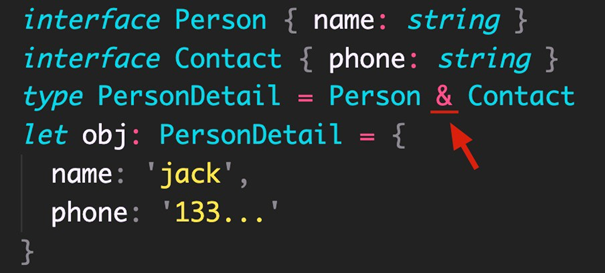 interface Person { name: string }
interface Contact { phone: string }
type PersonDetail = Person & Contact
let obj: PersonDetail = {
  name: 'jack',
  phone: '133...'
}